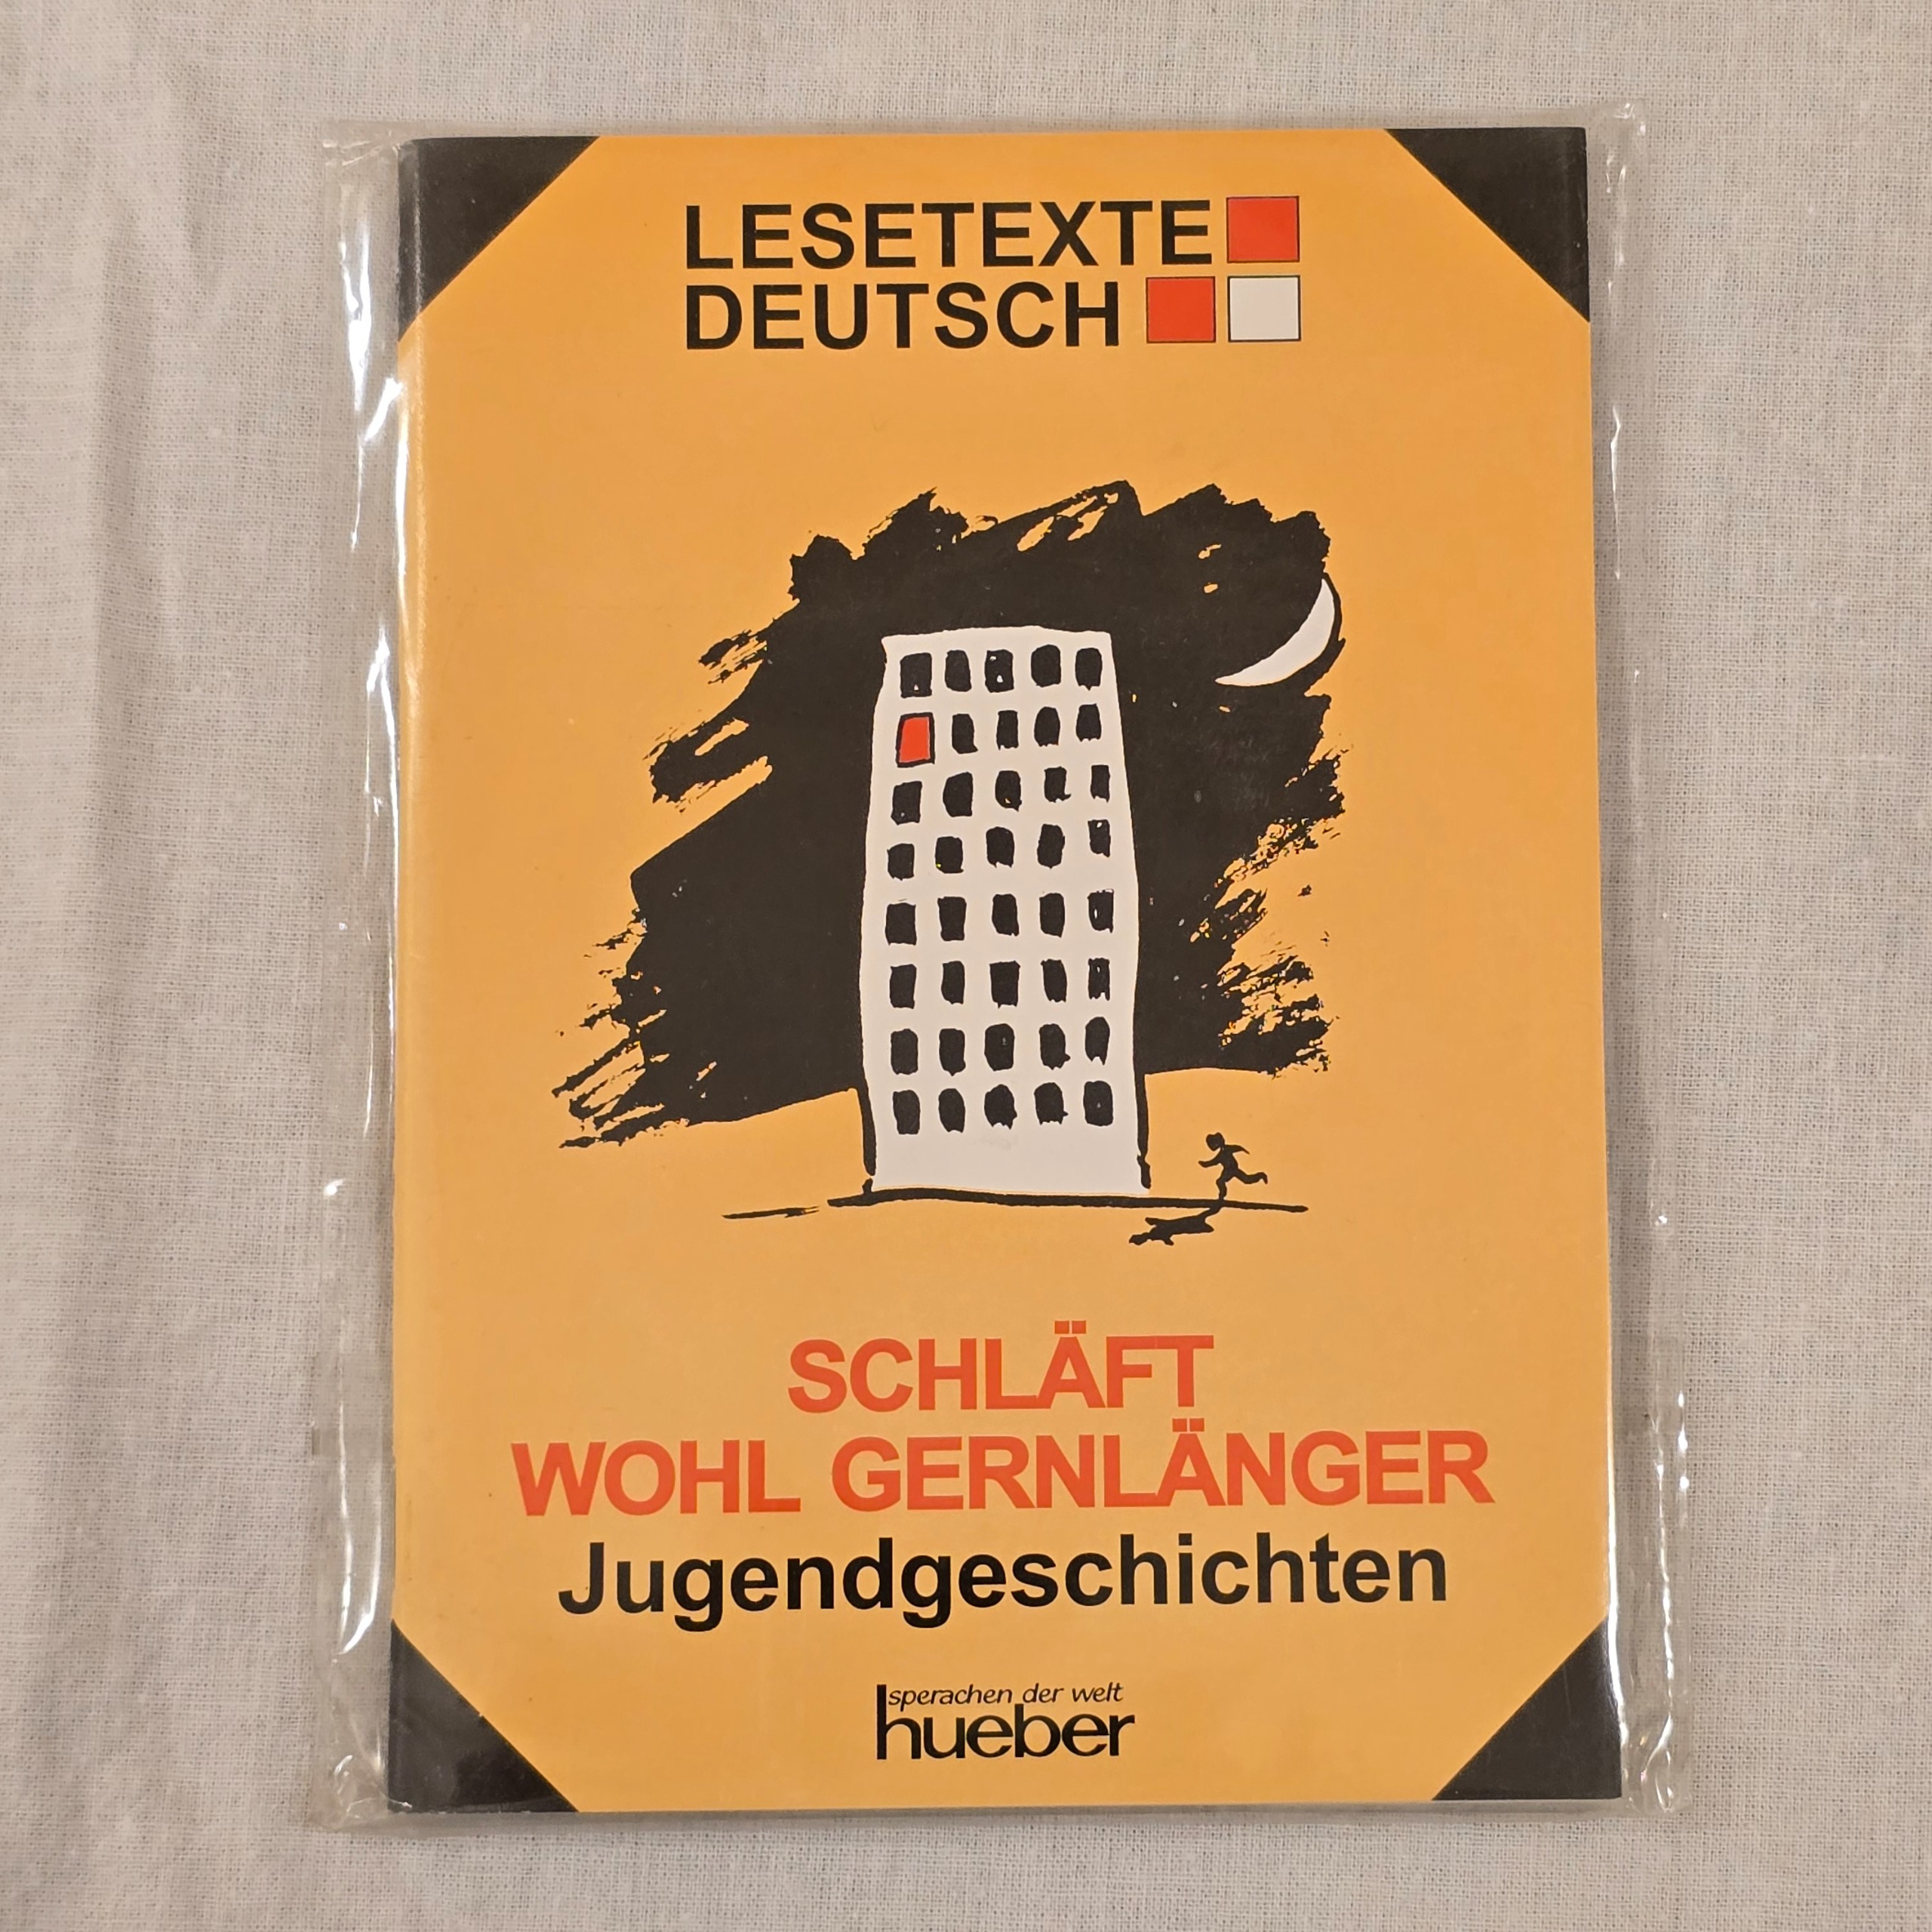 LESETEXTE
DEUTSCH
SCHLÄFT
WOHL GERNLÄNGER
Jugendgeschichten
sperachen der welt
hueber